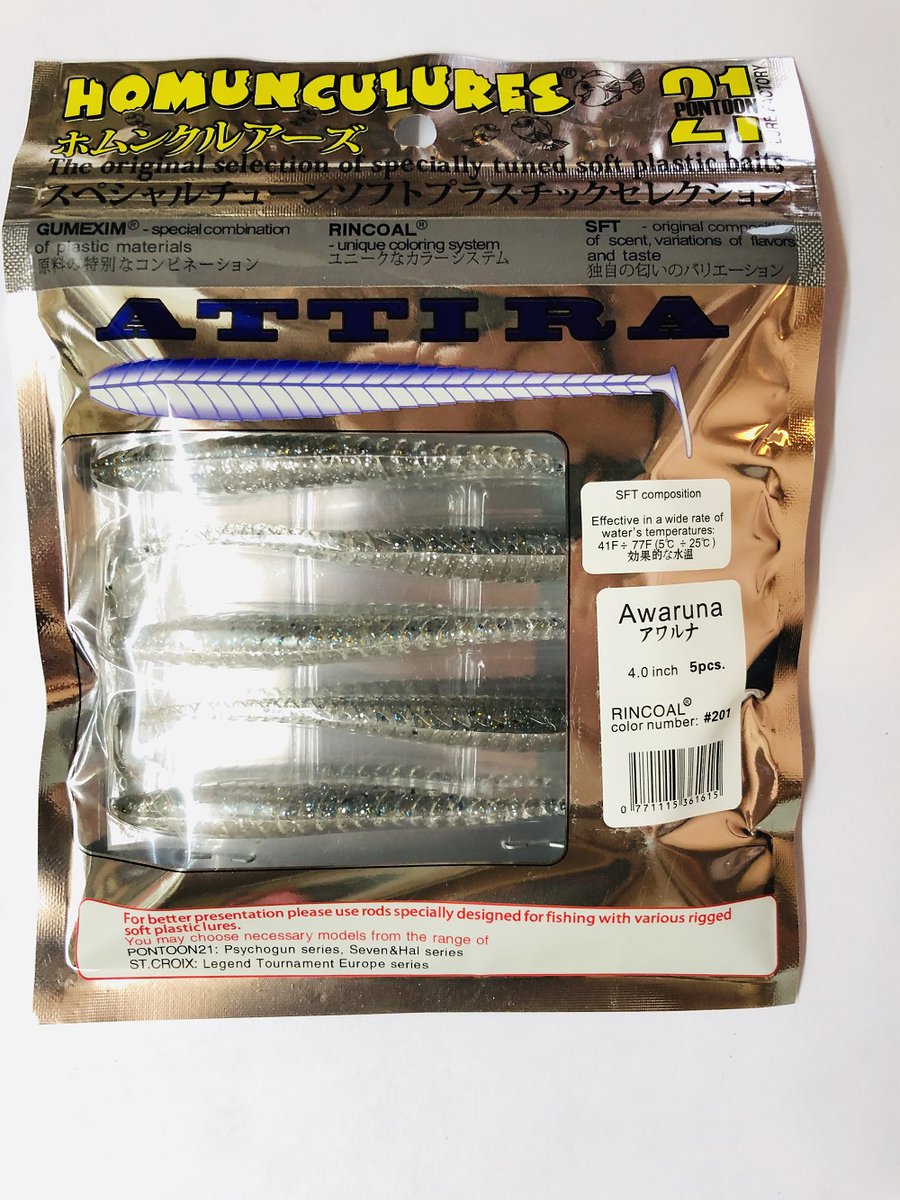 HOMUNCULURES®
21
PONTOON
LURE FACTORY
ホムンクルアーズ
The original selection of specially tuned soft plastic baits
スペシャルチューンソフトプラスチックセレクション
GUMEXIM® - special combination
of plastic materials
原料の特別なコンビネーション
RINCOAL®
- unique coloring system
ユニークなカラーシステム
SFT - original
of scent, variations of flavors
and taste
独自の匂いのバリエーション
ATTIRA
SFT composition
Effective in a wide rate of
water's temperatures:
41F ÷ 77F (5℃ ÷ 25℃)
効果的な水温
Awaruna
アワルナ
4.0 inch 5pcs.
RINCOAL®
color number: #201
0 771115 361615
For better presentation please use rods specially designed for fishing with various rigged
soft plastic lures.
You may choose necessary models from the range of
PONTOON21: Psychogun series, Seven&Hal series
ST.CROIX: Legend Tournament Europe series